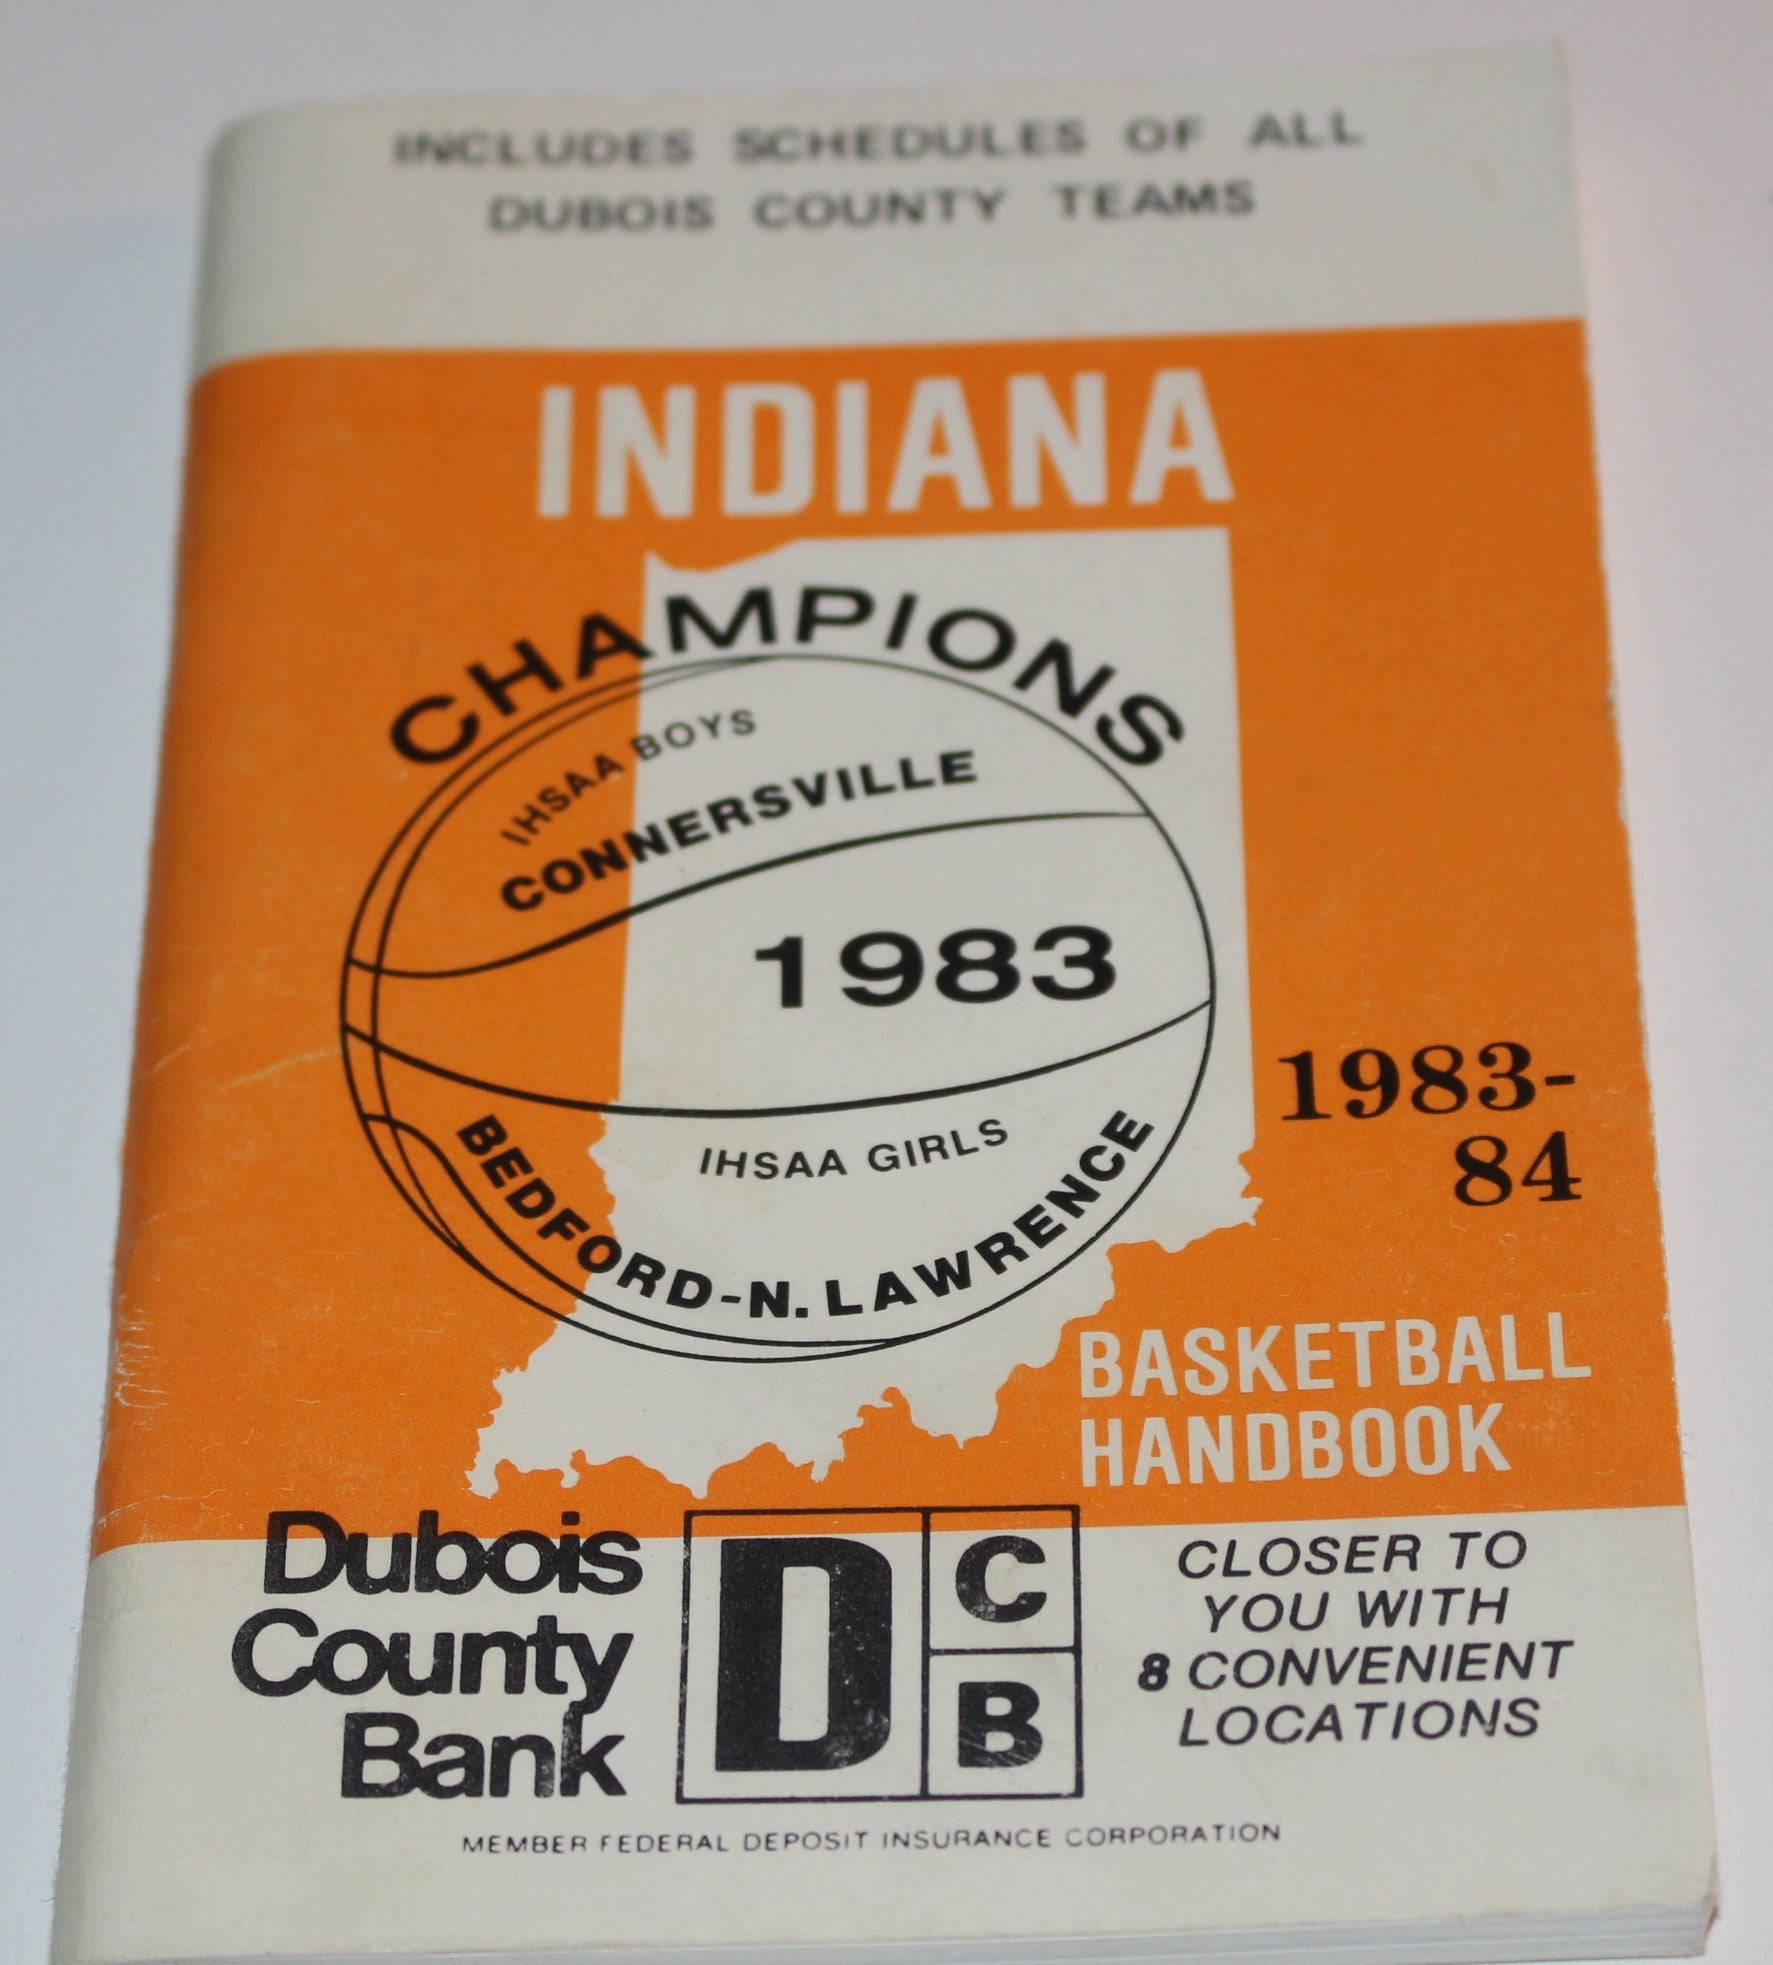 INCLUDES SCHEDULES OF ALL
DUBOIS COUNTY TEAMS
INDIANA
CHAMPIONS
IHSAA BOYS
CONNERSVILLE
1983
IHSAA GIRLS
BEDFORD-N. LAWRENCE
1983-
84
BASKETBALL
HANDBOOK
Dubois
County
Bank
D
C
B
CLOSER TO
YOU WITH
8 CONVENIENT
LOCATIONS
MEMBER FEDERAL DEPOSIT INSURANCE CORPORATION